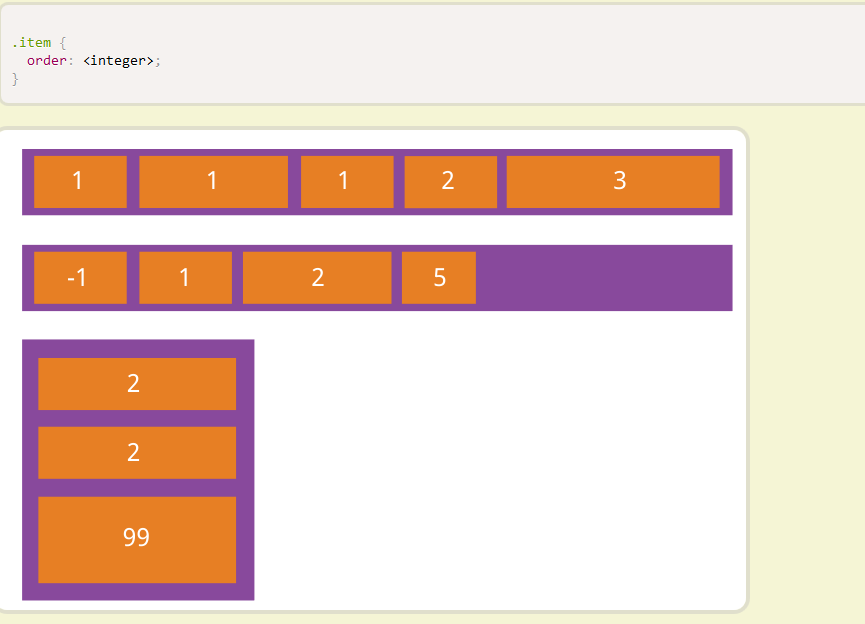 .item {
  order: <integer>;
}
1 1 1 2 3
-1 1 2 5
2
2
99